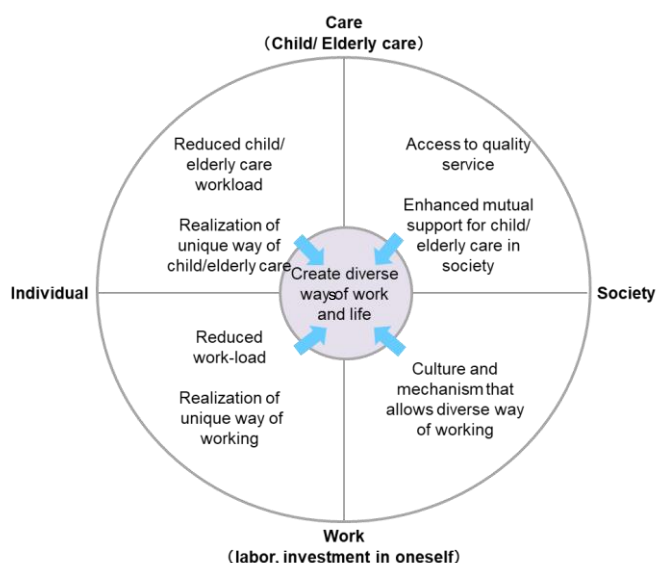 Care
（Child/ Elderly care）
Reduced child/
elderly care
workload
Realization of
unique way of
child/elderly care
Access to quality
service
Enhanced mutual
support for child/
elderly care in
society
Individual
Create diverse
ways of work
and life
Society
Reduced
work-load
Realization of
unique way of
working
Culture and
mechanism that
allows diverse way
of working
Work
（labor, investment in oneself）